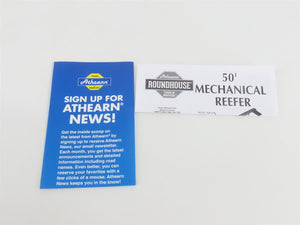 Athearn
SIGN UP FOR
ATHEARN®
NEWS!
Get the inside scoop on
the latest from Athearn® by
signing up to receive Athearn
News, our email newsletter.
Each month, you get the latest
announcements and detailed
information including road
names. Even better, you can
reserve your favorites with a
few clicks of a mouse. Athearn
News keeps you in the know!
Athearn
ROUNDHOUSE
50'
MECHANICAL
REEFER